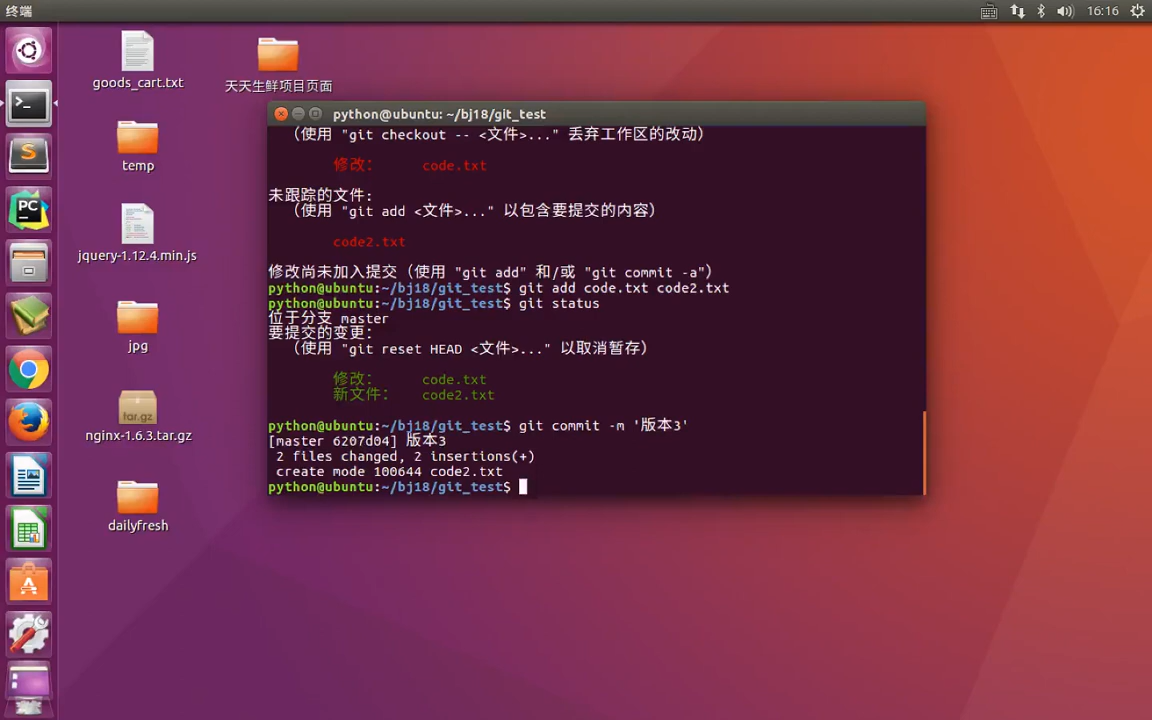 终端
16:16
goods_cart.txt
天天生鲜项目页面
temp
jquery-1.12.4.min.js
jpg
nginx-1.6.3.tar.gz
dailyfresh
tar.gz
python@ubuntu: ~/bj18/git_test
（使用 "git checkout -- <文件>..." 丢弃工作区的改动）
修改： code.txt
未跟踪的文件:
（使用 "git add <文件>..." 以包含要提交的内容）
code2.txt
修改尚未加入提交（使用 "git add" 和/或 "git commit -a"）
python@ubuntu:~/bj18/git_test$ git add code.txt code2.txt
python@ubuntu:~/bj18/git_test$ git status
位于分支 master
要提交的变更：
（使用 "git reset HEAD <文件>..." 以取消暂存）
修改： code.txt
新文件： code2.txt
python@ubuntu:~/bj18/git_test$ git commit -m '版本3'
[master 6207d04] 版本3
2 files changed, 2 insertions(+)
create mode 100644 code2.txt
python@ubuntu:~/bj18/git_test$
PC
S
A